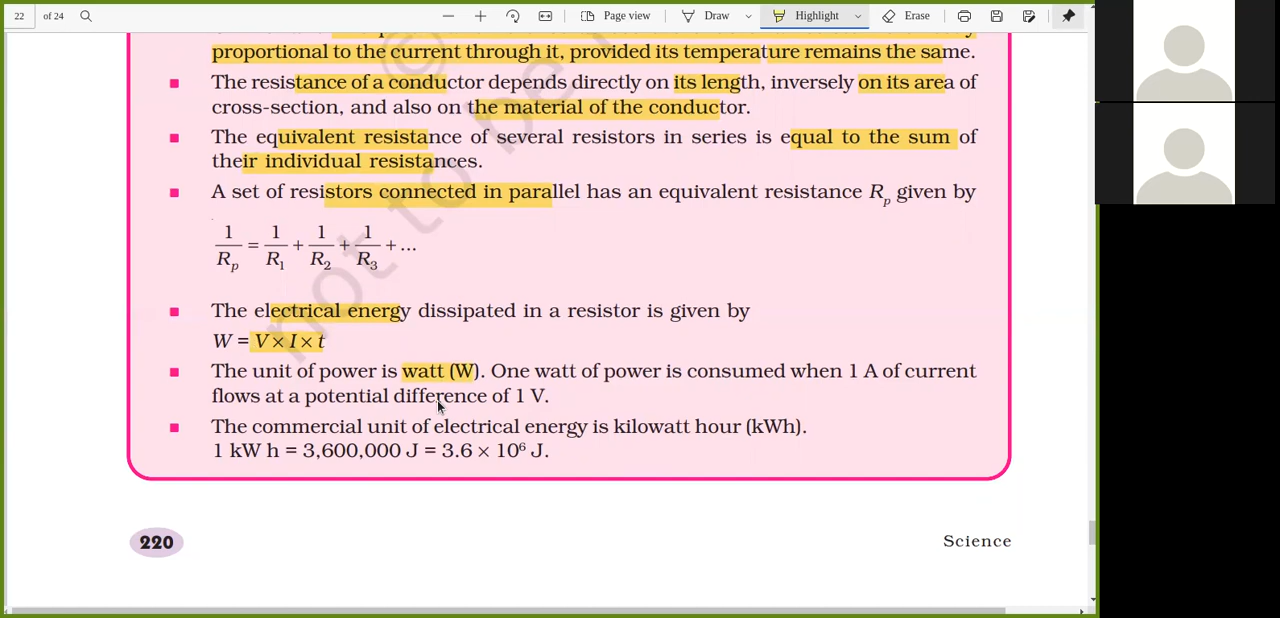 22 of 24 Page view Draw Highlight Erase
proportional to the current through it, provided its temperature remains the same.
■ The resistance of a conductor depends directly on its length, inversely on its area of
cross-section, and also on the material of the conductor.
■ The equivalent resistance of several resistors in series is equal to the sum of
their individual resistances.
■ A set of resistors connected in parallel has an equivalent resistance Rₚ given by
1/Rₚ = 1/R₁ + 1/R₂ + 1/R₃ + ...
■ The electrical energy dissipated in a resistor is given by
W = V × I × t
■ The unit of power is watt (W). One watt of power is consumed when 1 A of current
flows at a potential difference of 1 V.
■ The commercial unit of electrical energy is kilowatt hour (kWh).
1 kW h = 3,600,000 J = 3.6 × 10⁶ J.
220 Science
© not to be